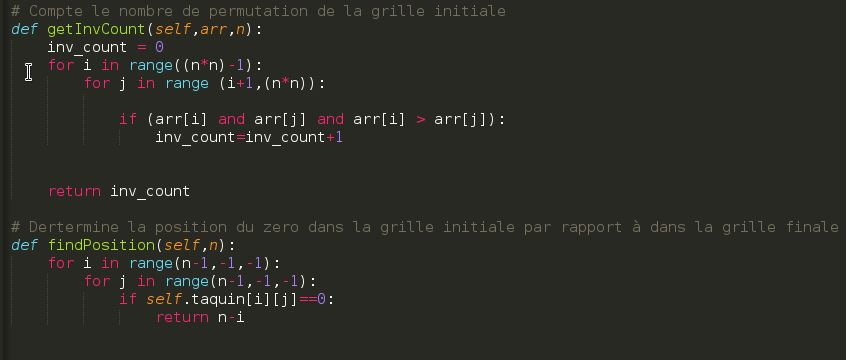 # Compte le nombre de permutation de la grille initiale
def getInvCount(self,arr,n):
    inv_count = 0
    for i in range((n*n)-1):
        for j in range (i+1,(n*n)):
            if (arr[i] and arr[j] and arr[i] > arr[j]):
                inv_count=inv_count+1
    return inv_count
# Dertermine la position du zero dans la grille initiale par rapport à dans la grille finale
def findPosition(self,n):
    for i in range(n-1,-1,-1):
        for j in range(n-1,-1,-1):
            if self.taquin[i][j]==0:
                return n-i